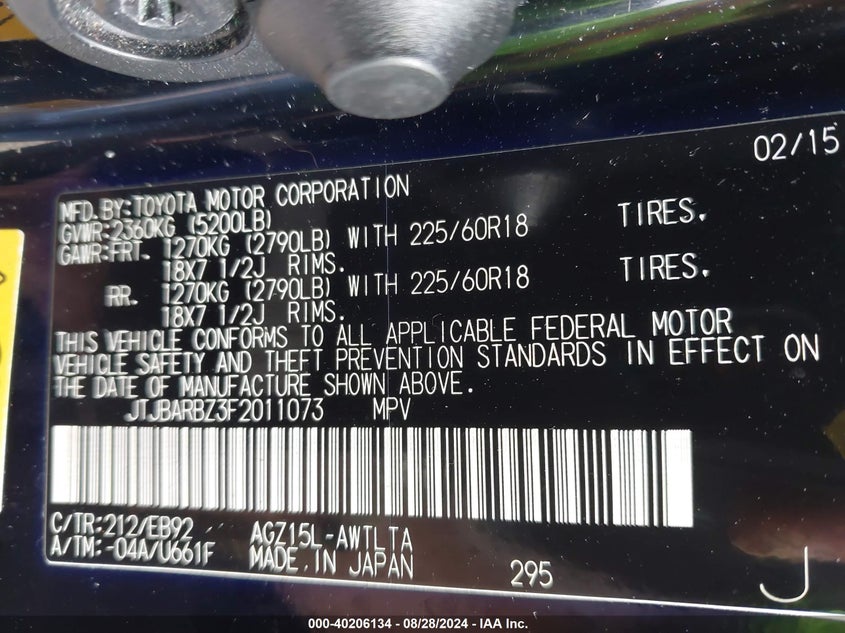 02/15
MFD.BY:TOYOTA MOTOR CORPORATION
GVWR:2360KG (5200LB)
GAWR:FRT. 1270KG (2790LB) WITH 225/60R18 TIRES.
18X7 1/2J RIMS.
RR. 1270KG (2790LB) WITH 225/60R18 TIRES.
18X7 1/2J RIMS.
THIS VEHICLE CONFORMS TO ALL APPLICABLE FEDERAL MOTOR
VEHICLE SAFETY AND THEFT PREVENTION STANDARDS IN EFFECT ON
THE DATE OF MANUFACTURE SHOWN ABOVE.
JTJBARBZ3F2011073 MPV
C/TR:212/EB92 AGZ15L-AWTLTA
A/TM:-04A/U661F MADE IN JAPAN 295
J
000-40206134 - 08/28/2024 - IAA Inc.